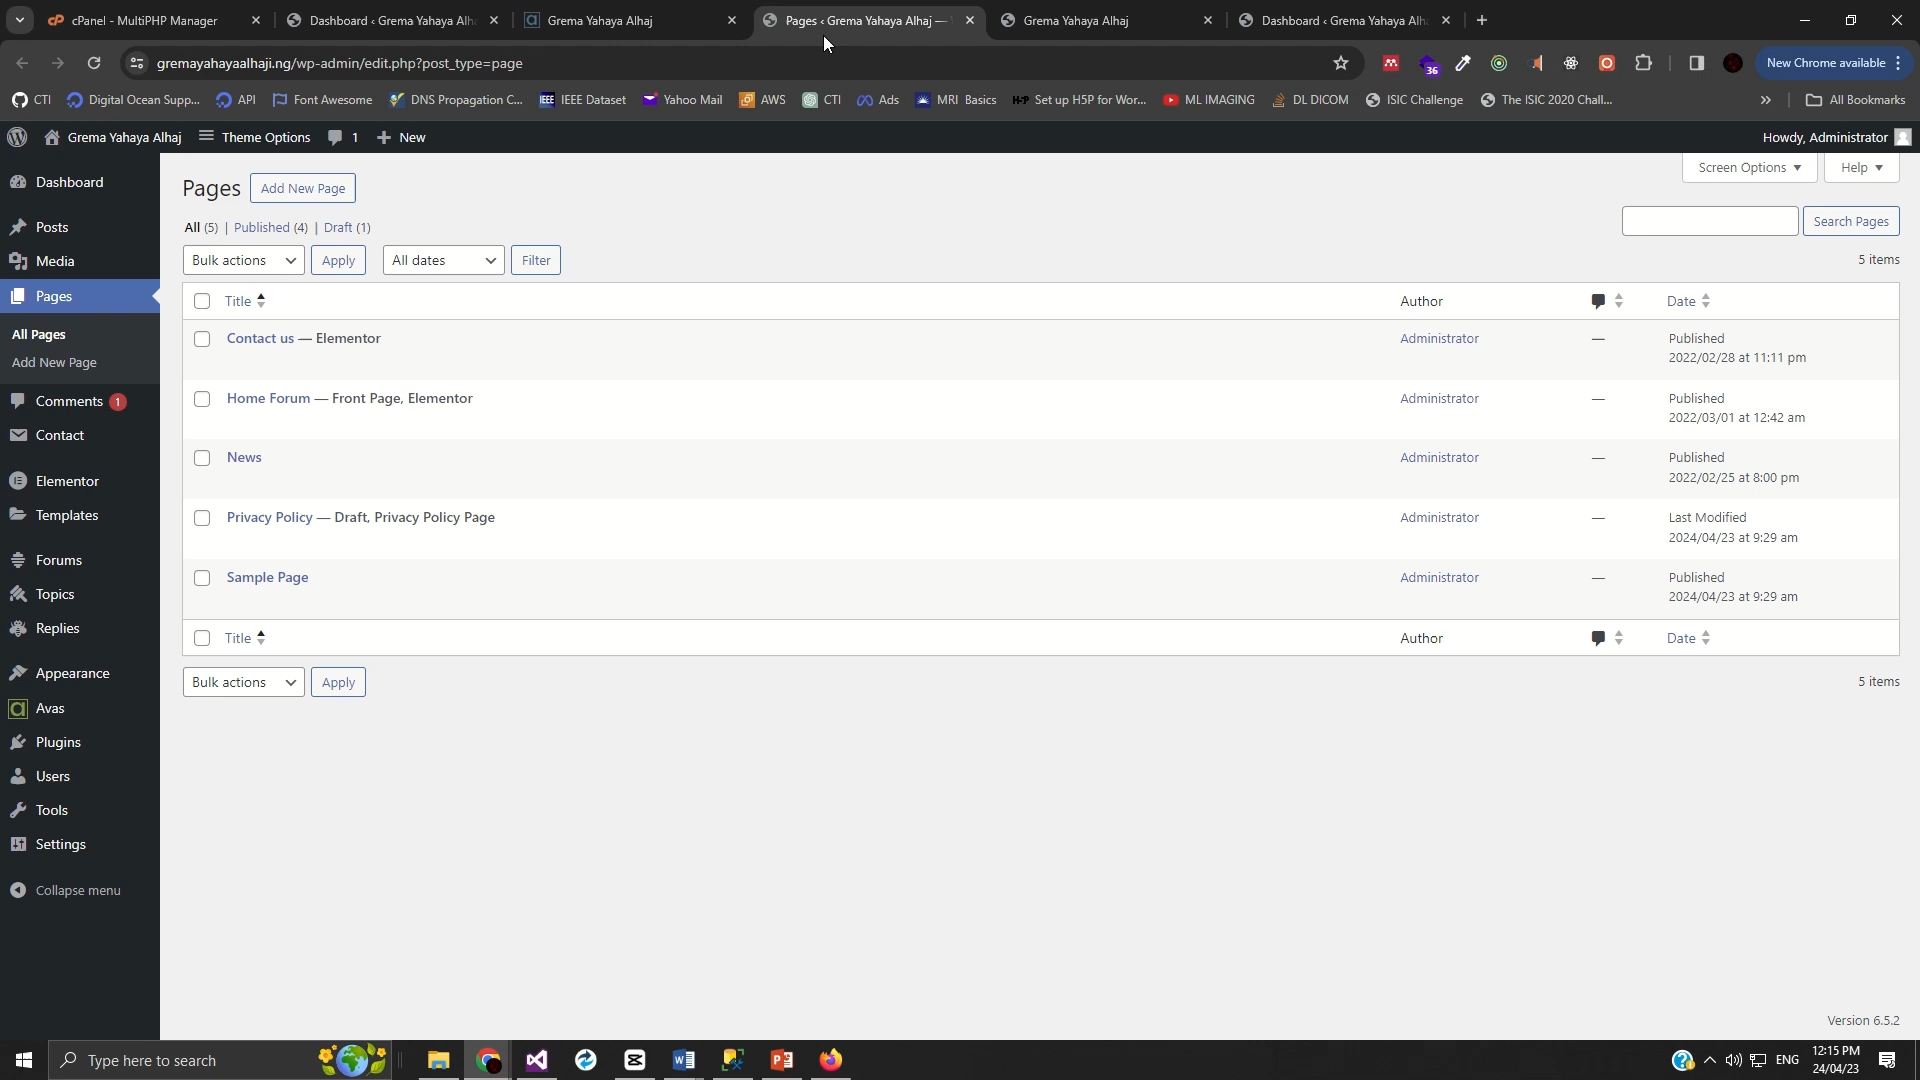 cPanel - MultiPHP Manager
Dashboard ‹ Grema Yahaya Alh
Grema Yahaya Alhaj
Pages ‹ Grema Yahaya Alhaj —
Grema Yahaya Alhaj
Dashboard ‹ Grema Yahaya Alh
gremayahayaalhaji.ng/wp-admin/edit.php?post_type=page
36
New Chrome available
CTI
Digital Ocean Supp...
API
Font Awesome
DNS Propagation C...
IEEE
IEEE Dataset
Yahoo Mail
AWS
CTI
Ads
MRI Basics
H-P
Set up H5P for Wor...
ML IMAGING
DL DICOM
ISIC Challenge
The ISIC 2020 Chall...
»
All Bookmarks
Grema Yahaya Alhaj
Theme Options
1
New
Howdy, Administrator
Dashboard
Posts
Media
Pages
All Pages
Add New Page
Comments 1
Contact
Elementor
Templates
Forums
Topics
Replies
Appearance
Avas
Plugins
Users
Tools
Settings
Collapse menu
Screen Options
Help
Pages
Add New Page
All (5) | Published (4) | Draft (1)
Search Pages
Bulk actions
Apply
All dates
Filter
5 items
Title
Author
Date
Contact us — Elementor
Administrator
—
Published
2022/02/28 at 11:11 pm
Home Forum — Front Page, Elementor
Administrator
—
Published
2022/03/01 at 12:42 am
News
Administrator
—
Published
2022/02/25 at 8:00 pm
Privacy Policy — Draft, Privacy Policy Page
Administrator
—
Last Modified
2024/04/23 at 9:29 am
Sample Page
Administrator
—
Published
2024/04/23 at 9:29 am
Title
Author
Date
Bulk actions
Apply
5 items
Version 6.5.2
Type here to search
ENG
12:15 PM
24/04/23